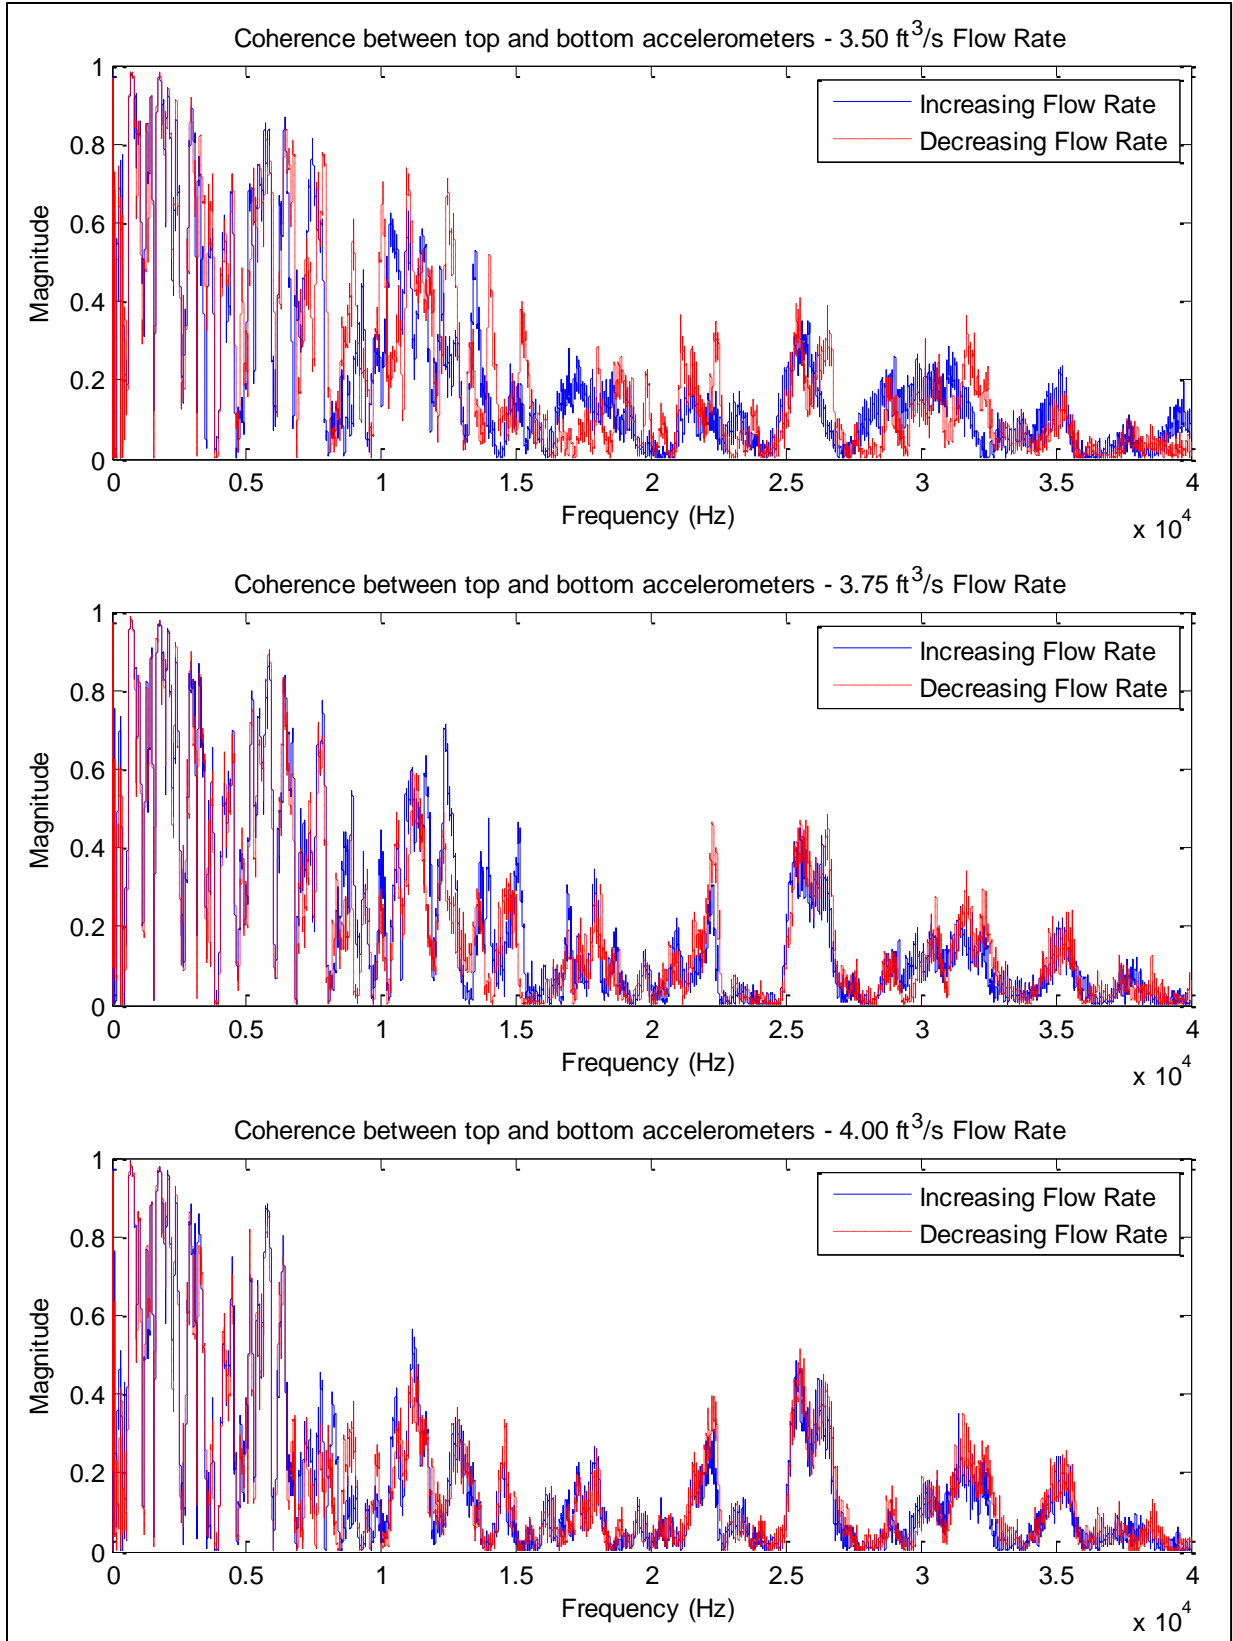 Coherence between top and bottom accelerometers - 3.50 ft³/s Flow Rate
1
0.8
0.6
0.4
0.2
0
Magnitude
Increasing Flow Rate
Decreasing Flow Rate
0 0.5 1 1.5 2 2.5 3 3.5 4
Frequency (Hz)
x 10⁴
Coherence between top and bottom accelerometers - 3.75 ft³/s Flow Rate
1
0.8
0.6
0.4
0.2
0
Magnitude
Increasing Flow Rate
Decreasing Flow Rate
0 0.5 1 1.5 2 2.5 3 3.5 4
Frequency (Hz)
x 10⁴
Coherence between top and bottom accelerometers - 4.00 ft³/s Flow Rate
1
0.8
0.6
0.4
0.2
0
Magnitude
Increasing Flow Rate
Decreasing Flow Rate
0 0.5 1 1.5 2 2.5 3 3.5 4
Frequency (Hz)
x 10⁴